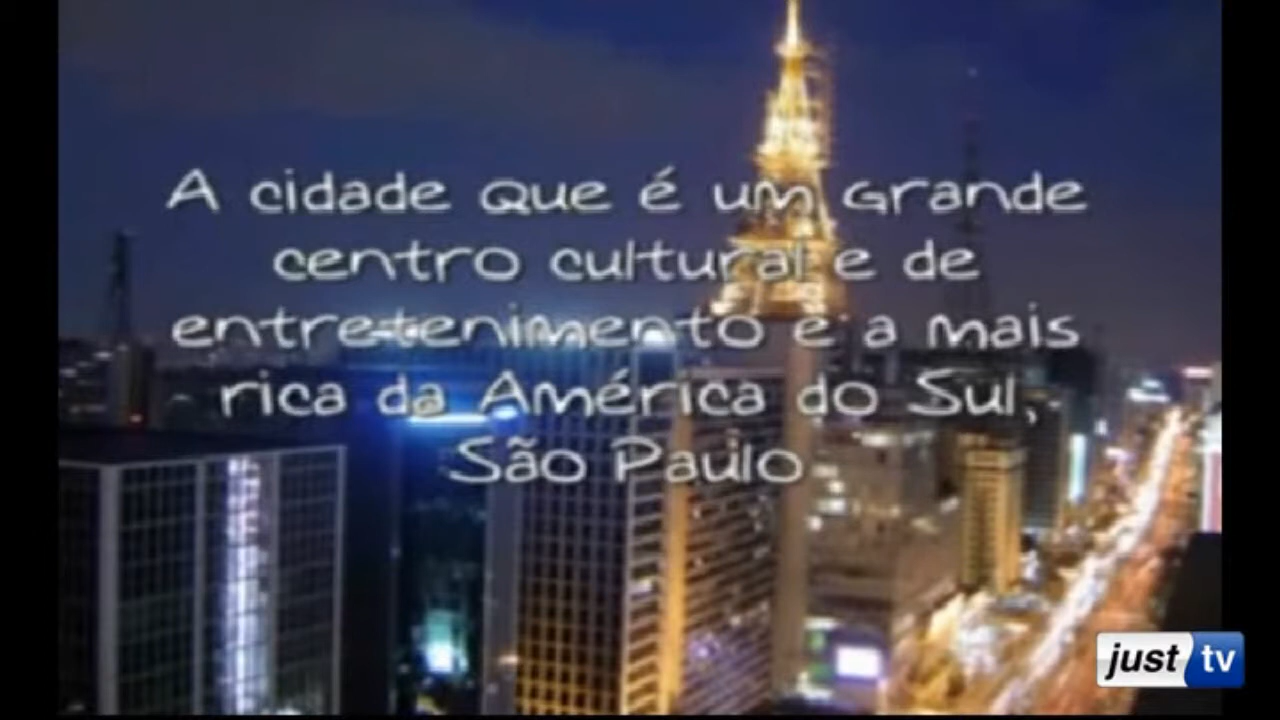 A cidade que é um grande
centro cultural e de
entretenimento e a mais
rica da América do Sul,
São Paulo
just tv